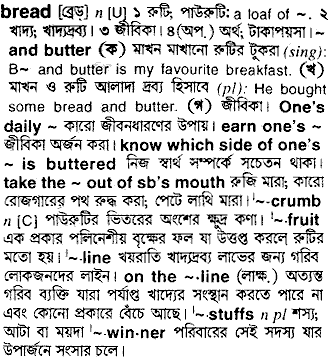 bread [ব্রেড্] n [U] ১ রুটি; পাউরুটি: a loaf of ~. ২
খাদ্য; খাদ্যদ্রব্য। ৩ জীবিকা। ৪(অপ.) অর্থ; টাকাপয়সা। ~
and butter (ক) মাখন মাখানো রুটির টুকরা (sing):
B~ and butter is my favourite breakfast. (খ)
মাখন ও রুটি আলাদা দ্রব্য হিসাবে (pl): He bought
some bread and butter. (গ) জীবিকা। One's
daily ~ কারো জীবনধারণের উপায়। earn one's ~
জীবিকা অর্জন করা। know which side of one's
~ is buttered নিজ স্বার্থ সম্পর্কে সচেতন থাকা।
take the ~ out of sb's mouth রুজি মারা; কারো
রোজগারের পথ রুদ্ধ করা; পেটে লাথি মারা। '~·crumb
n [C] পাউরুটির ভিতরের অংশের ক্ষুদ্র কণা। '~·fruit
এক প্রকার পলিনেশীয় বৃক্ষের ফল যা উত্তপ্ত করলে রুটির
মতো হয়। '~·line খয়রাতি খাদ্যদ্রব্য লাভের জন্য গরিব
লোকজনদের লাইন। on the ~·line (লাক্ষ.) অত্যন্ত
গরিব ব্যক্তি যারা পর্যাপ্ত খাদ্যের সংস্থান করতে পারে না
এবং কোনো প্রকারে বেঁচে আছে। '~·stuffs n pl শস্য;
আটা বা ময়দা '~·win·ner পরিবারের সেই সদস্য যার
উপার্জনে সংসার চলে।